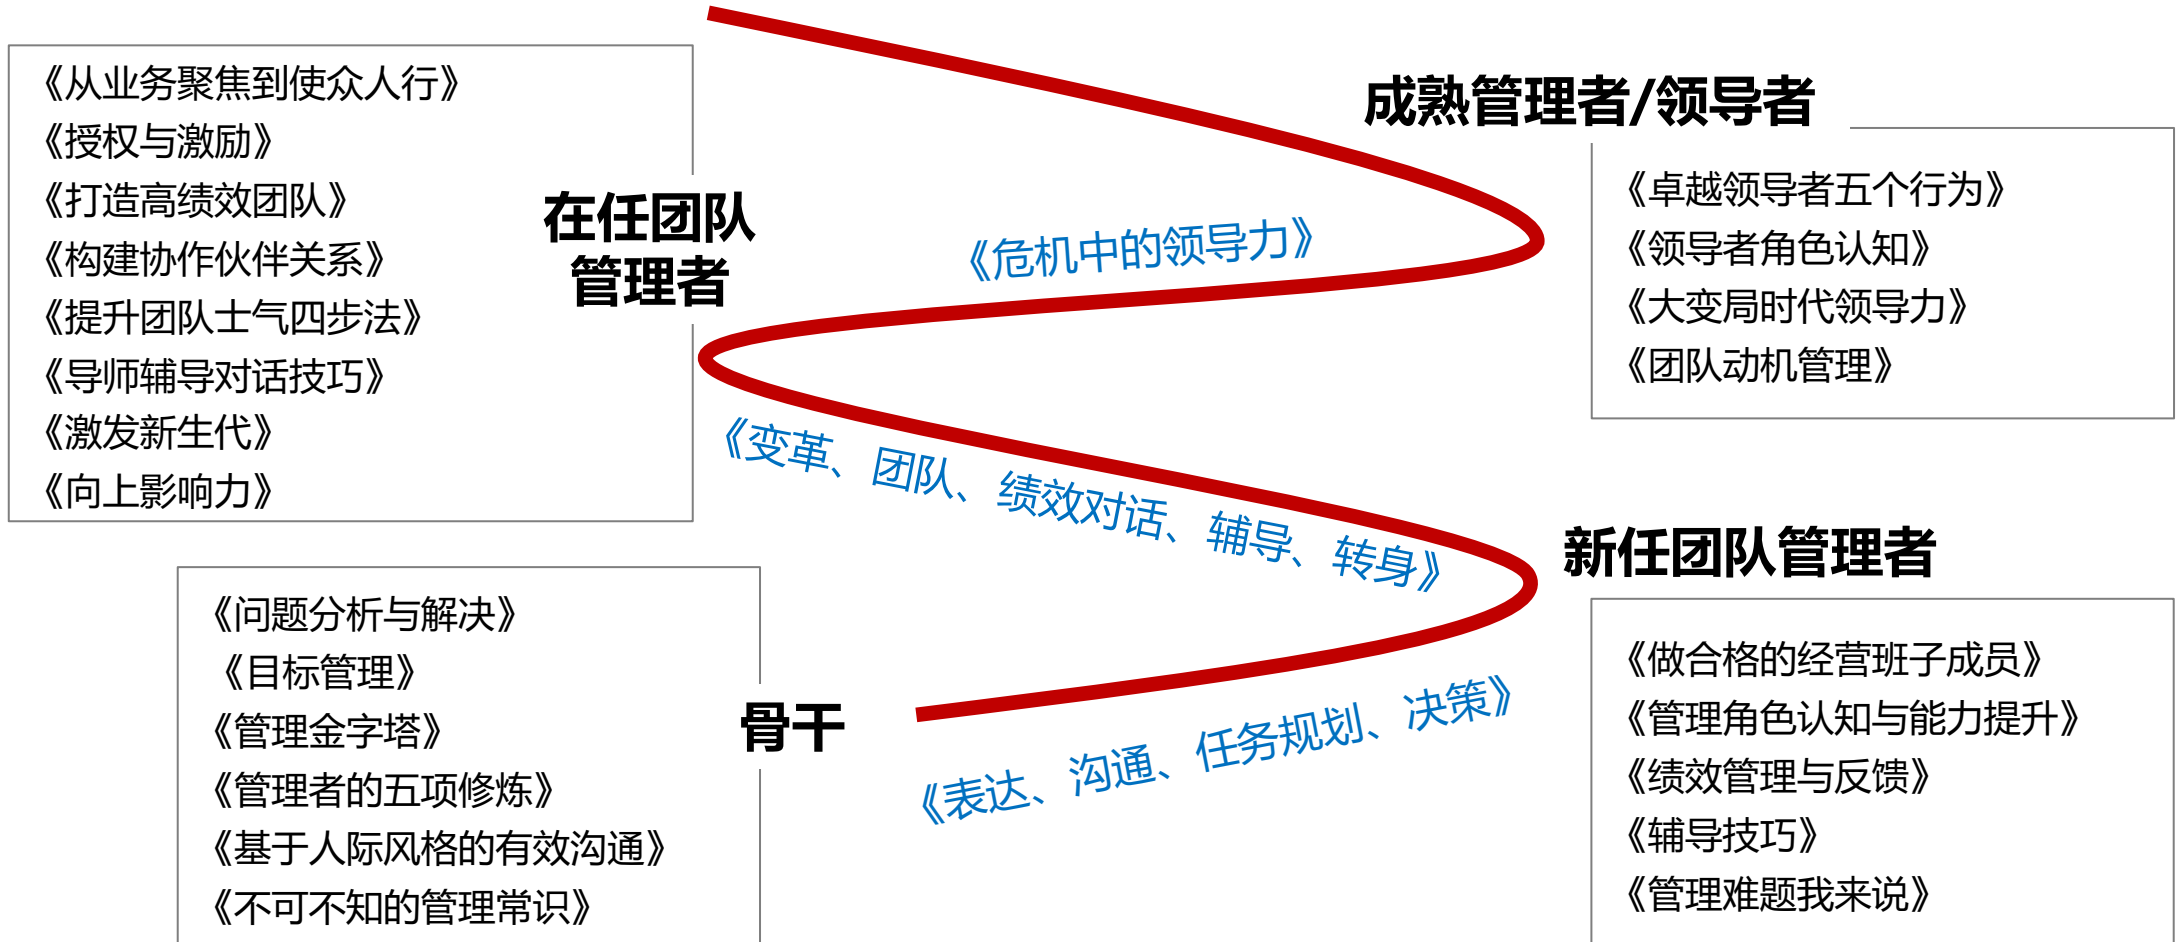 《从业务聚焦到使众人行》
《授权与激励》
《打造高绩效团队》
《构建协作伙伴关系》
《提升团队士气四步法》
《导师辅导对话技巧》
《激发新生代》
《向上影响力》
在任团队
管理者
成熟管理者/领导者
《卓越领导者五个行为》
《领导者角色认知》
《大变局时代领导力》
《团队动机管理》
《危机中的领导力》
《变革、团队、绩效对话、辅导、转身》
新任团队管理者
《做合格的经营班子成员》
《管理角色认知与能力提升》
《绩效管理与反馈》
《辅导技巧》
《管理难题我来说》
《问题分析与解决》
《目标管理》
《管理金字塔》
《管理者的五项修炼》
《基于人际风格的有效沟通》
《不可不知的管理常识》
骨干
《表达、沟通、任务规划、决策》